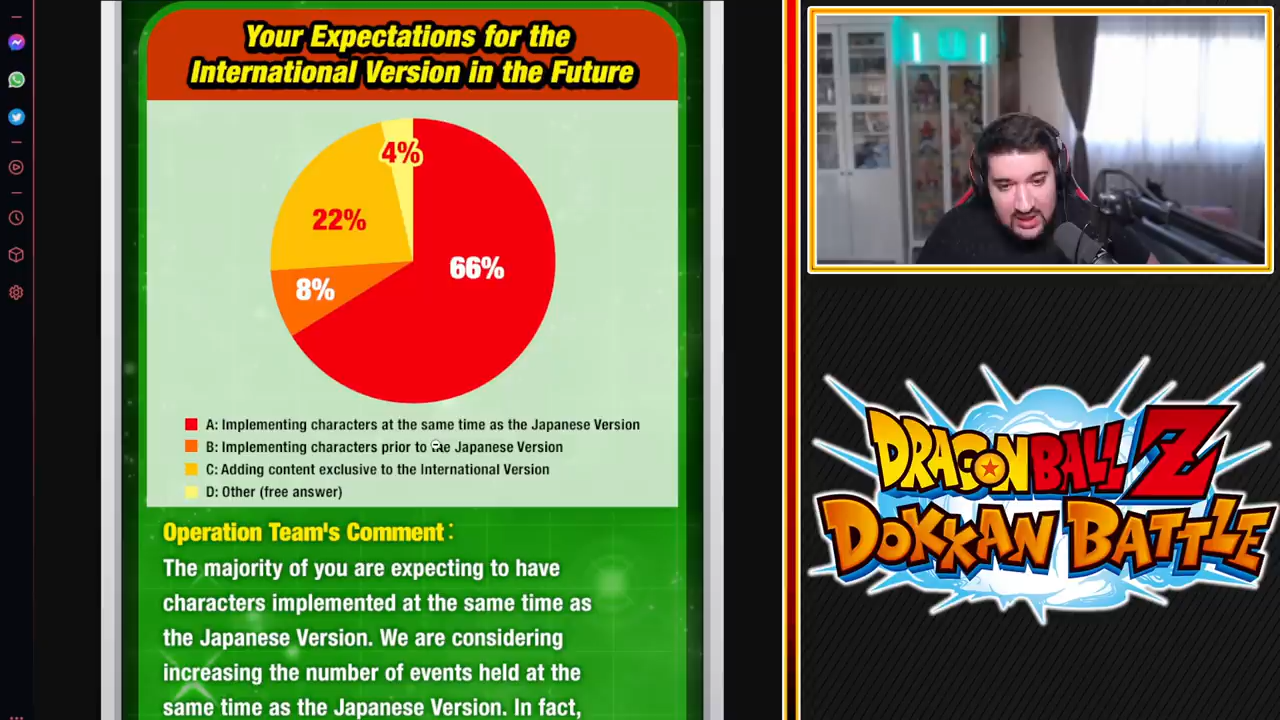 Your Expectations for the
International Version in the Future
4%
22%
66%
8%
A: Implementing characters at the same time as the Japanese Version
B: Implementing characters prior to the Japanese Version
C: Adding content exclusive to the International Version
D: Other (free answer)
Operation Team's Comment:
The majority of you are expecting to have
characters implemented at the same time as
the Japanese Version. We are considering
increasing the number of events held at the
same time as the Japanese Version. In fact,
DRAGONBALL Z
DOKKAN BATTLE